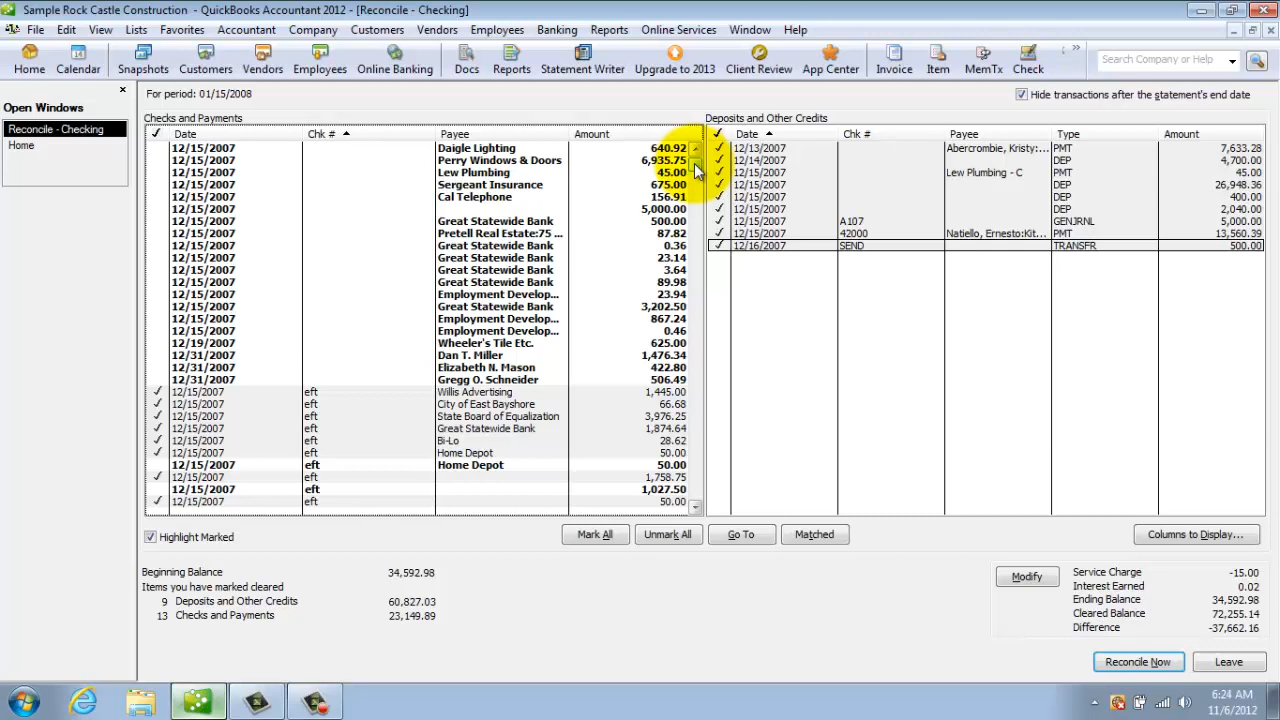 Sample Rock Castle Construction - QuickBooks Accountant 2012 - [Reconcile - Checking]
File Edit View Lists Favorites Accountant Company Customers Vendors Employees Banking Reports Online Services Window Help
Home Calendar Snapshots Customers Vendors Employees Online Banking Docs Reports Statement Writer Upgrade to 2013 Client Review App Center Invoice Item MemTx Check » Search Company or Help
Open Windows
Reconcile - Checking
Home
For period: 01/15/2008
Hide transactions after the statement's end date
Checks and Payments
✓ Date Chk # Payee Amount
12/15/2007 Daigle Lighting 640.92
12/15/2007 Perry Windows & Doors 6,935.75
12/15/2007 Lew Plumbing 45.00
12/15/2007 Sergeant Insurance 675.00
12/15/2007 Cal Telephone 156.91
12/15/2007 5,000.00
12/15/2007 Great Statewide Bank 500.00
12/15/2007 Pretell Real Estate:75 ... 87.82
12/15/2007 Great Statewide Bank 0.36
12/15/2007 Great Statewide Bank 23.14
12/15/2007 Great Statewide Bank 3.64
12/15/2007 Great Statewide Bank 89.98
12/15/2007 Employment Develop... 23.94
12/15/2007 Great Statewide Bank 3,202.50
12/15/2007 Employment Develop... 867.24
12/15/2007 Employment Develop... 0.46
12/19/2007 Wheeler's Tile Etc. 625.00
12/31/2007 Dan T. Miller 1,476.34
12/31/2007 Elizabeth N. Mason 422.80
12/31/2007 Gregg O. Schneider 506.49
✓ 12/15/2007 eft Willis Advertising 1,445.00
✓ 12/15/2007 eft City of East Bayshore 66.68
✓ 12/15/2007 eft State Board of Equalization 3,976.25
✓ 12/15/2007 eft Great Statewide Bank 1,874.64
✓ 12/15/2007 eft Bi-Lo 28.62
✓ 12/15/2007 eft Home Depot 50.00
12/15/2007 eft Home Depot 50.00
✓ 12/15/2007 eft 1,758.75
12/15/2007 eft 1,027.50
✓ 12/15/2007 eft 50.00
Deposits and Other Credits
✓ Date Chk # Payee Type Amount
✓ 12/13/2007 Abercrombie, Kristy:... PMT 7,633.28
✓ 12/14/2007 DEP 4,700.00
✓ 12/15/2007 Lew Plumbing - C PMT 45.00
✓ 12/15/2007 DEP 26,948.36
✓ 12/15/2007 DEP 400.00
✓ 12/15/2007 DEP 2,040.00
✓ 12/15/2007 A107 GENJRNL 5,000.00
✓ 12/15/2007 42000 Natiello, Ernesto:Kit... PMT 13,560.39
✓ 12/16/2007 SEND TRANSFR 500.00
Highlight Marked
Mark All Unmark All Go To Matched Columns to Display...
Beginning Balance 34,592.98
Items you have marked cleared
9 Deposits and Other Credits 60,827.03
13 Checks and Payments 23,149.89
Modify
Service Charge -15.00
Interest Earned 0.02
Ending Balance 34,592.98
Cleared Balance 72,255.14
Difference -37,662.16
Reconcile Now Leave
6:24 AM
11/6/2012